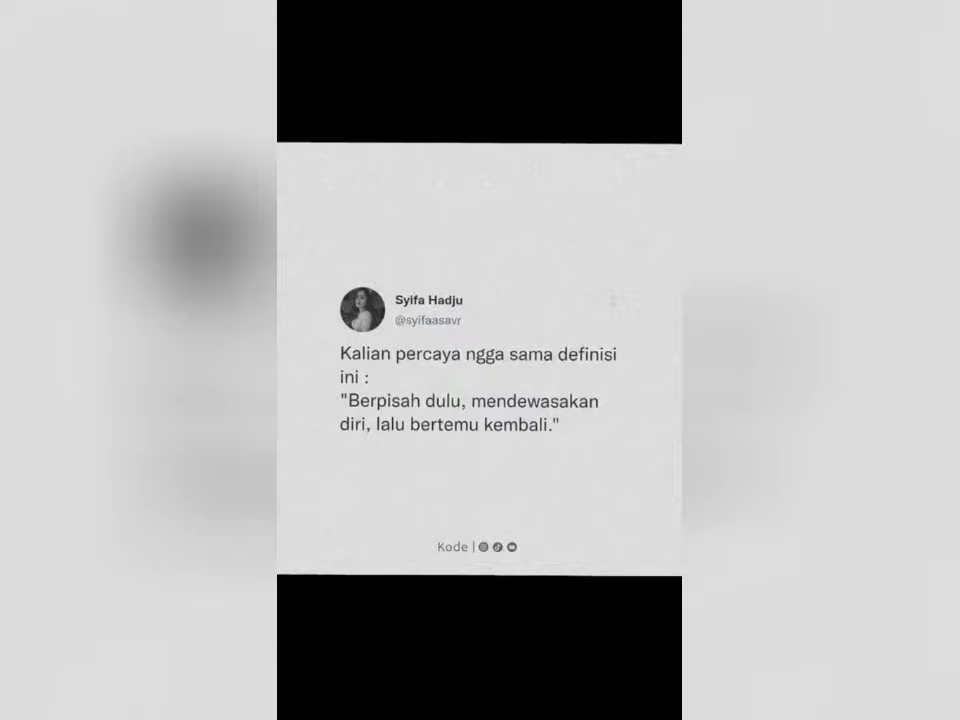 Syifa Hadju
@syifaasavr
Kalian percaya ngga sama definisi
ini :
"Berpisah dulu, mendewasakan
diri, lalu bertemu kembali."
Kode |